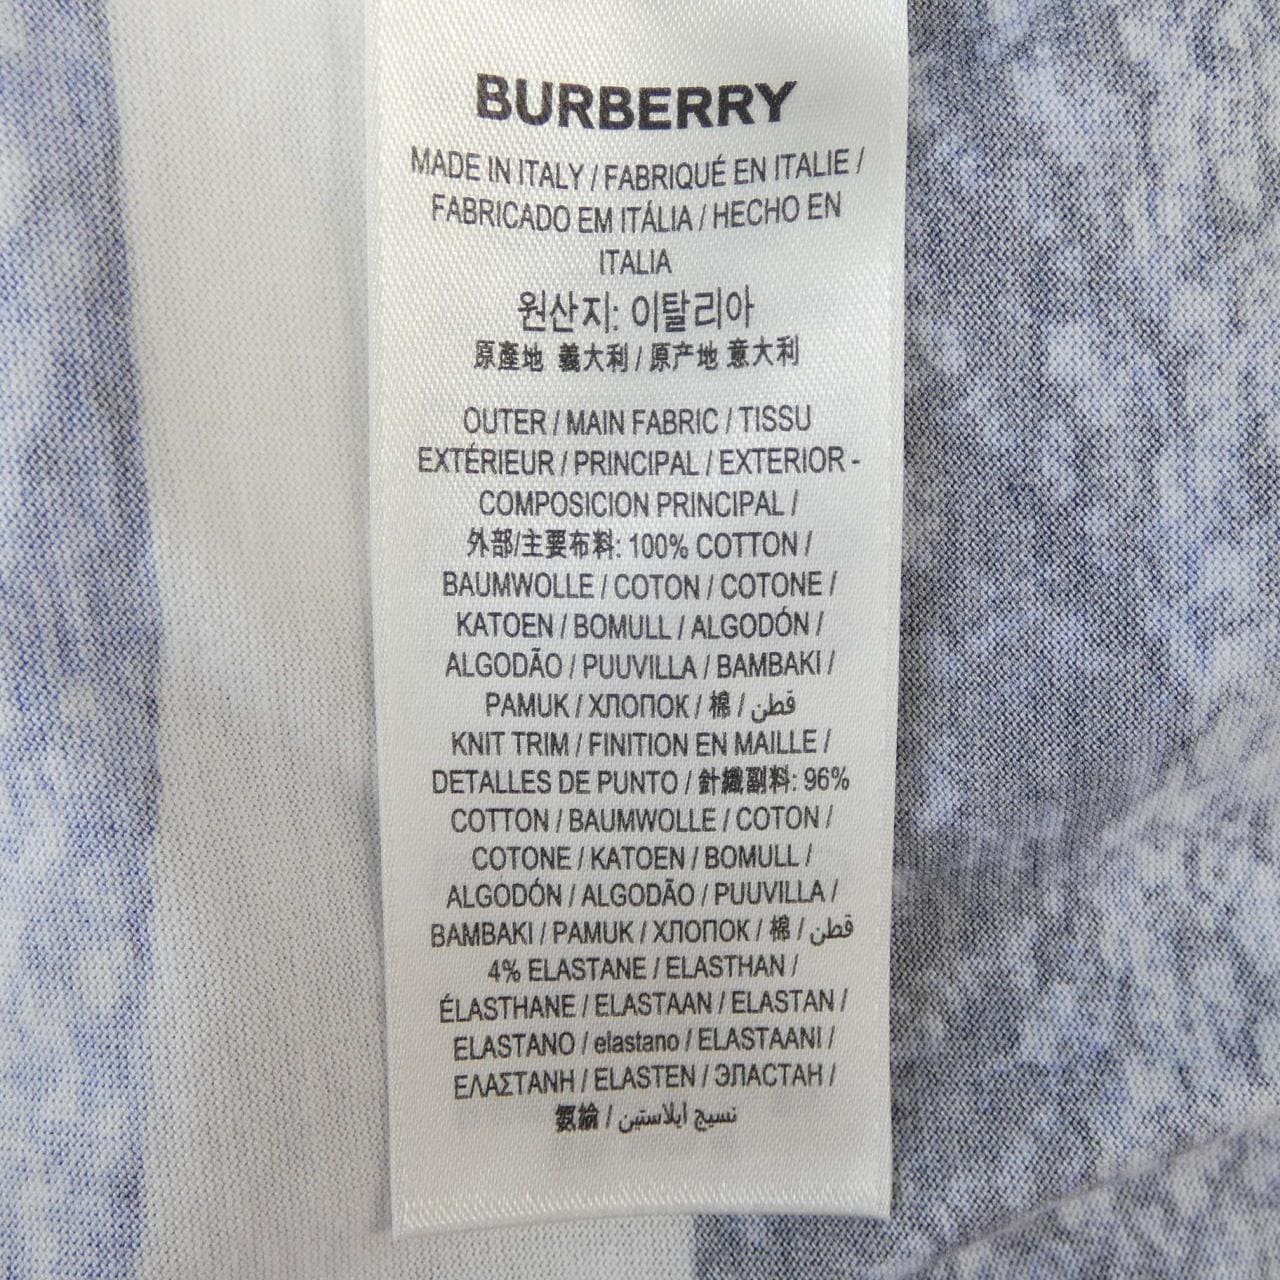 BURBERRY
MADE IN ITALY / FABRIQUÉ EN ITALIE /
FABRICADO EM ITÁLIA / HECHO EN
ITALIA
원산지: 이탈리아
原產地 義大利 / 原产地 意大利
OUTER / MAIN FABRIC / TISSU
EXTÉRIEUR / PRINCIPAL / EXTERIOR -
COMPOSICION PRINCIPAL /
外部/主要布料: 100% COTTON /
BAUMWOLLE / COTON / COTONE /
KATOEN / BOMULL / ALGODÓN /
ALGODÃO / PUUVILLA / BAMBAKI /
PAMUK / ХЛОПОК / 棉 / قطن
KNIT TRIM / FINITION EN MAILLE /
DETALLES DE PUNTO / 針織副料: 96%
COTTON / BAUMWOLLE / COTON /
COTONE / KATOEN / BOMULL /
ALGODÓN / ALGODÃO / PUUVILLA /
BAMBAKI / PAMUK / ХЛОПОК / 棉 / قطن
4% ELASTANE / ELASTHAN /
ÉLASTHANE / ELASTAAN / ELASTAN /
ELASTANO / elastano / ELASTAANI /
ΕΛΑΣΤΑΝΗ / ELASTEN / ЭЛАСТАН /
氨綸 / نسيج ايلاستين